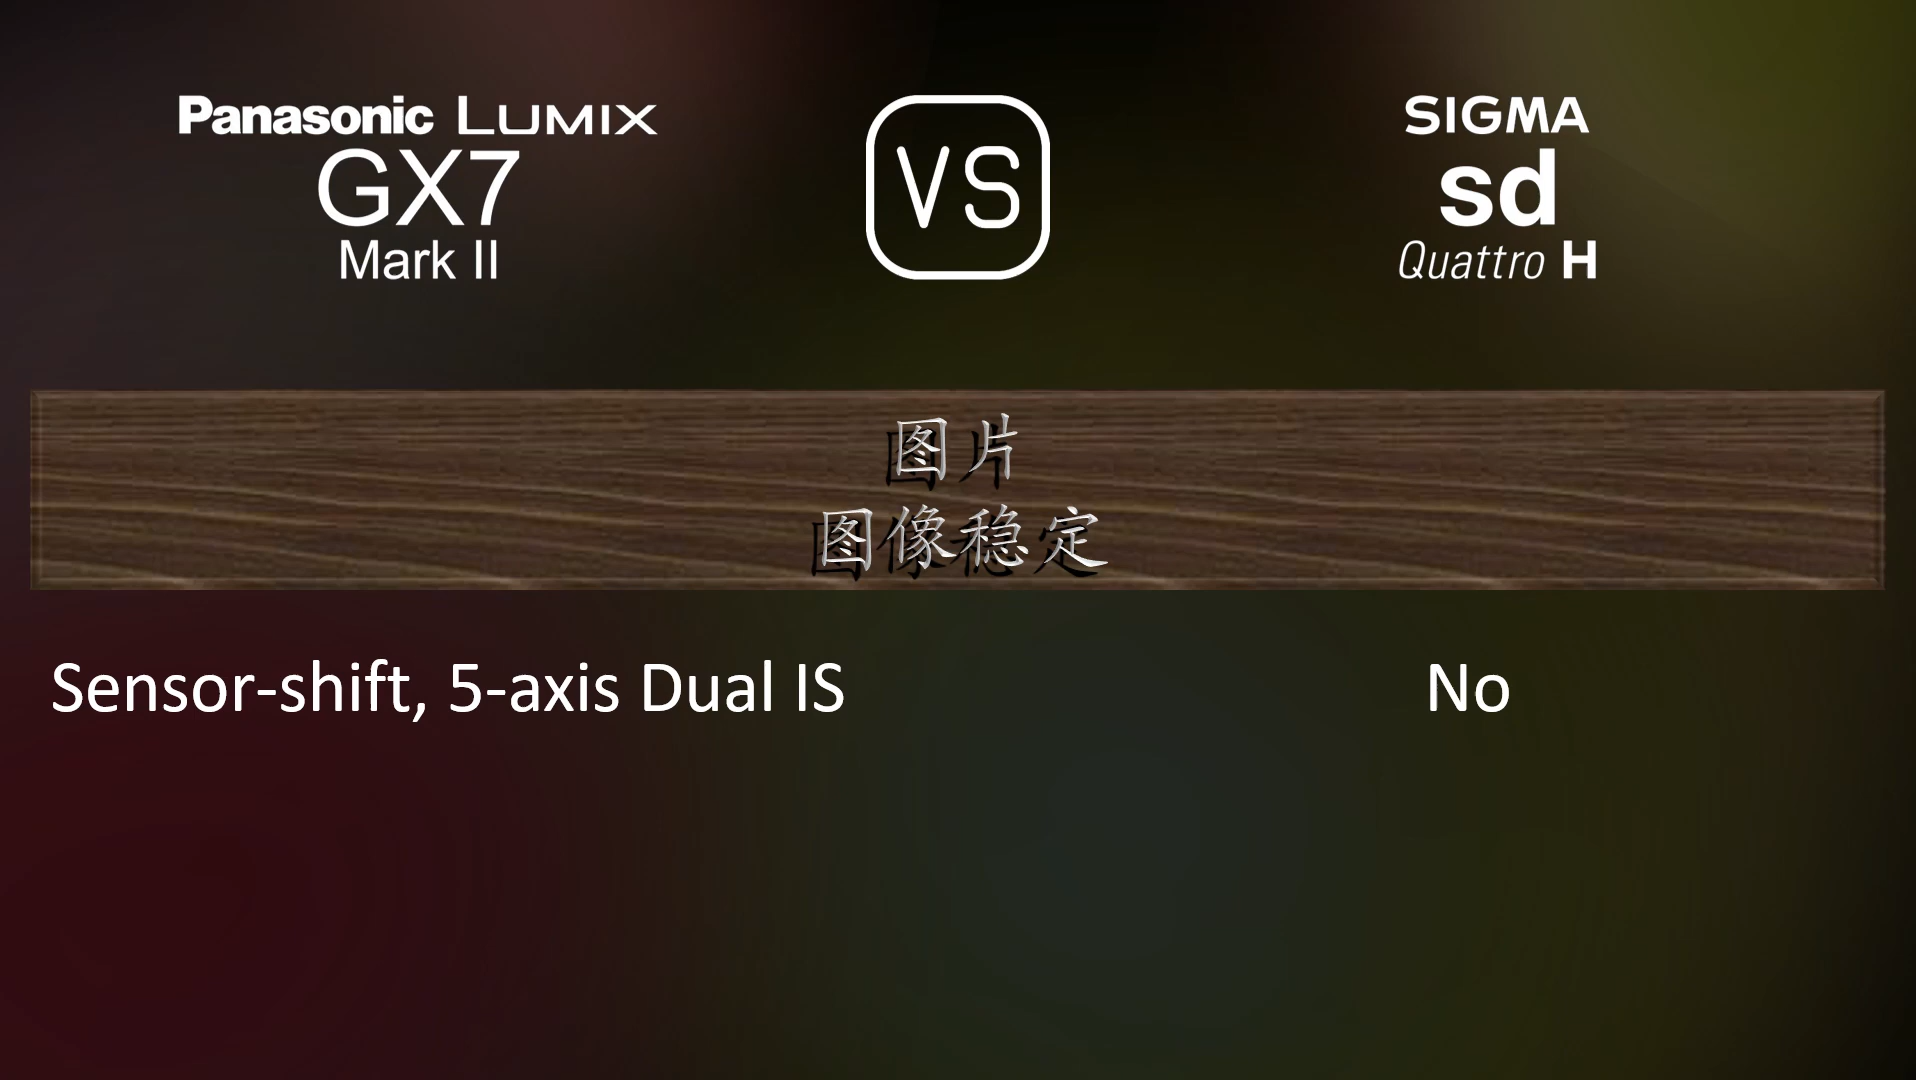 Panasonic LUMIX
GX7
Mark II
VS
SIGMA
sd
Quattro H
图片
图像稳定
Sensor-shift, 5-axis Dual IS
No